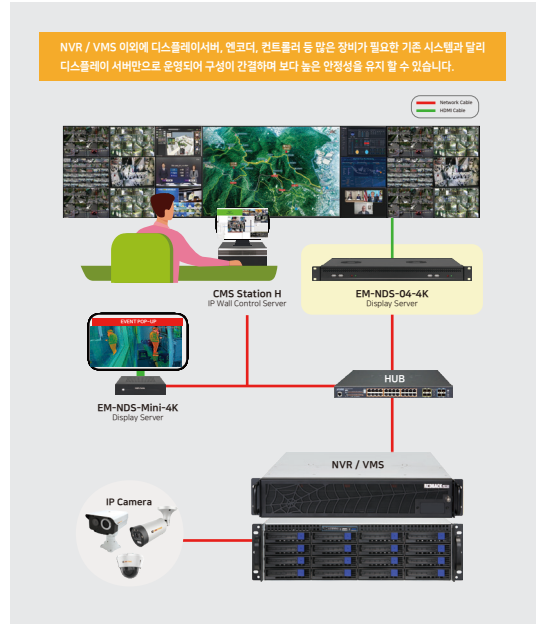 NVR / VMS 이외에 디스플레이서버, 엔코더, 컨트롤러 등 많은 장비가 필요한 기존 시스템과 달리
디스플레이 서버만으로 운영되어 구성이 간결하며 보다 높은 안정성을 유지 할 수 있습니다.
Network Cable
HDMI Cable
CMS Station H
IP Wall Control Server
EM-NDS-04-4K
Display Server
EVENT POP-UP
HUB
EM-NDS-Mini-4K
Display Server
NVR / VMS
IP Camera